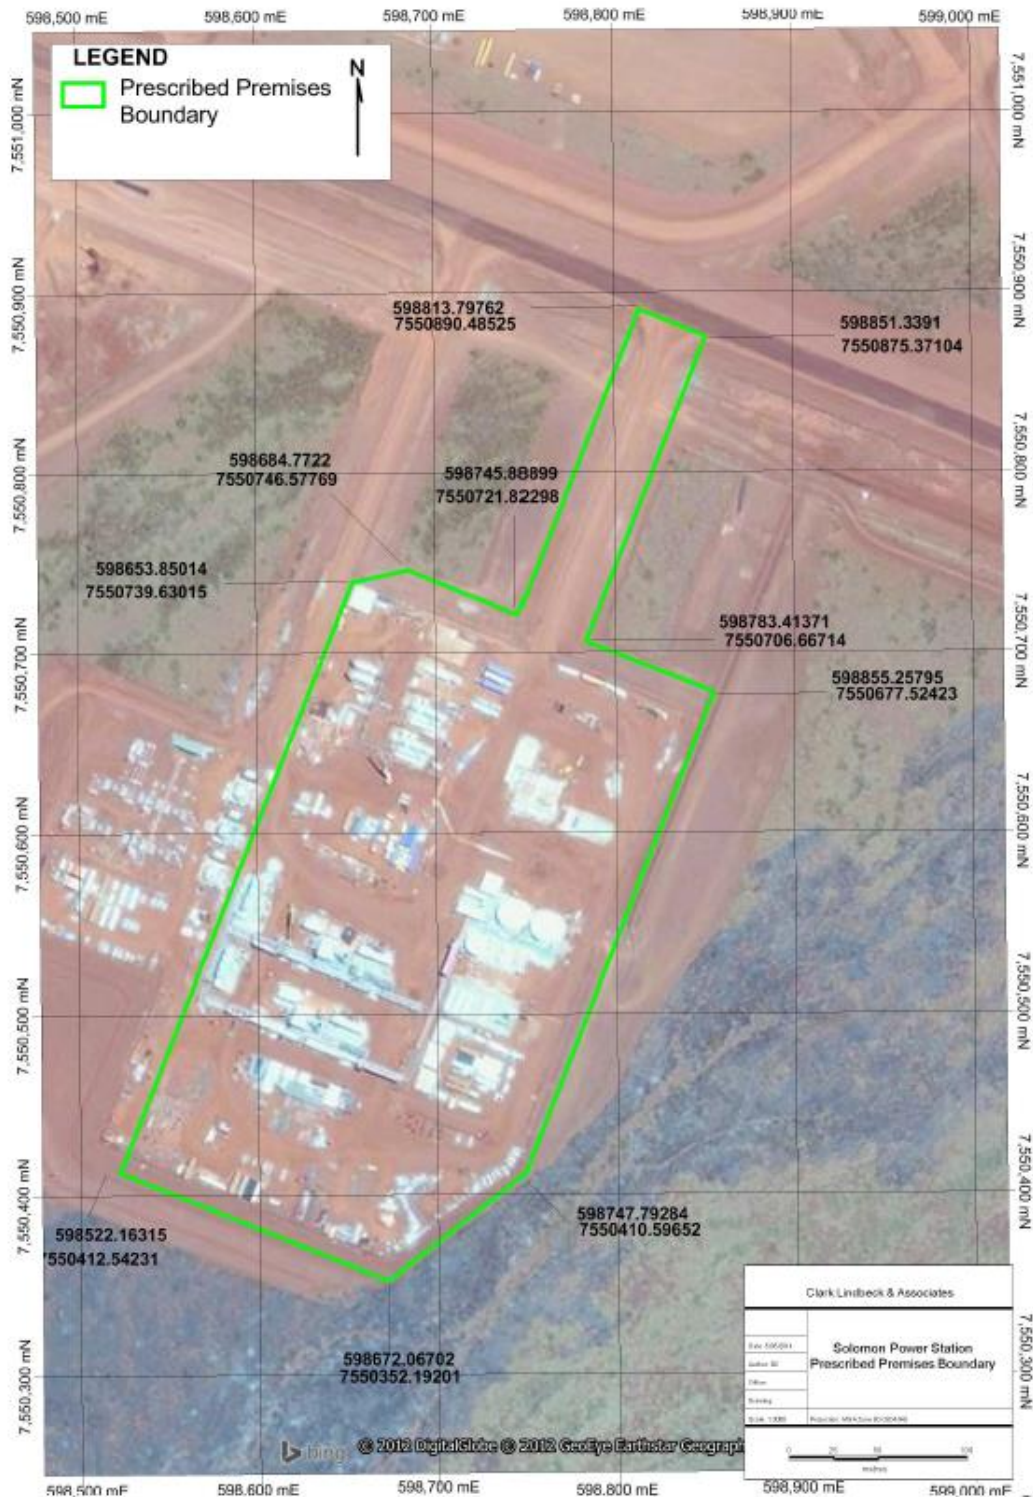 598,500 mE 598,600 mE 598,700 mE 598,800 mE 598,900 mE 599,000 mE
LEGEND
Prescribed Premises
Boundary
N
7,551,000 mN
7,551,000 mN
7,550,900 mN
7,550,900 mN
598813.79762
7550890.48525
598851.3391
7550875.37104
598684.7722
7550746.57769
598745.88899
7550721.82298
7,550,800 mN
7,550,800 mN
598653.85014
7550739.63015
598783.41371
7550706.66714
7,550,700 mN
7,550,700 mN
598855.25795
7550677.52423
7,550,600 mN
7,550,600 mN
7,550,500 mN
7,550,500 mN
7,550,400 mN
7,550,400 mN
598522.16315
7550412.54231
598747.79284
7550410.59652
598672.06702
7550352.19201
7,550,300 mN
7,550,300 mN
Clark Lindbeck & Associates
Solomon Power Station
Prescribed Premises Boundary
metres
bing
© 2012 DigitalGlobe © 2012 GeoEye Earthstar Geograph
598,500 mE 598,600 mE 598,700 mE 598,800 mE 598,900 mE 599,000 mE